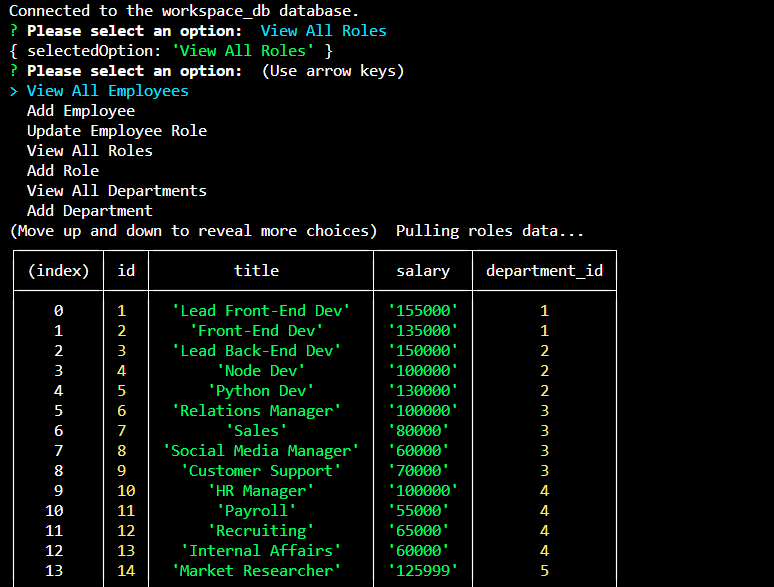 Connected to the workspace_db database.
? Please select an option:  View All Roles
{ selectedOption: 'View All Roles' }
? Please select an option:  (Use arrow keys)
> View All Employees
  Add Employee
  Update Employee Role
  View All Roles
  Add Role
  View All Departments
  Add Department
(Move up and down to reveal more choices)  Pulling roles data...
(index) id title salary department_id
0 1 'Lead Front-End Dev' '155000' 1
1 2 'Front-End Dev' '135000' 1
2 3 'Lead Back-End Dev' '150000' 2
3 4 'Node Dev' '100000' 2
4 5 'Python Dev' '130000' 2
5 6 'Relations Manager' '100000' 3
6 7 'Sales' '80000' 3
7 8 'Social Media Manager' '60000' 3
8 9 'Customer Support' '70000' 3
9 10 'HR Manager' '100000' 4
10 11 'Payroll' '55000' 4
11 12 'Recruiting' '65000' 4
12 13 'Internal Affairs' '60000' 4
13 14 'Market Researcher' '125999' 5